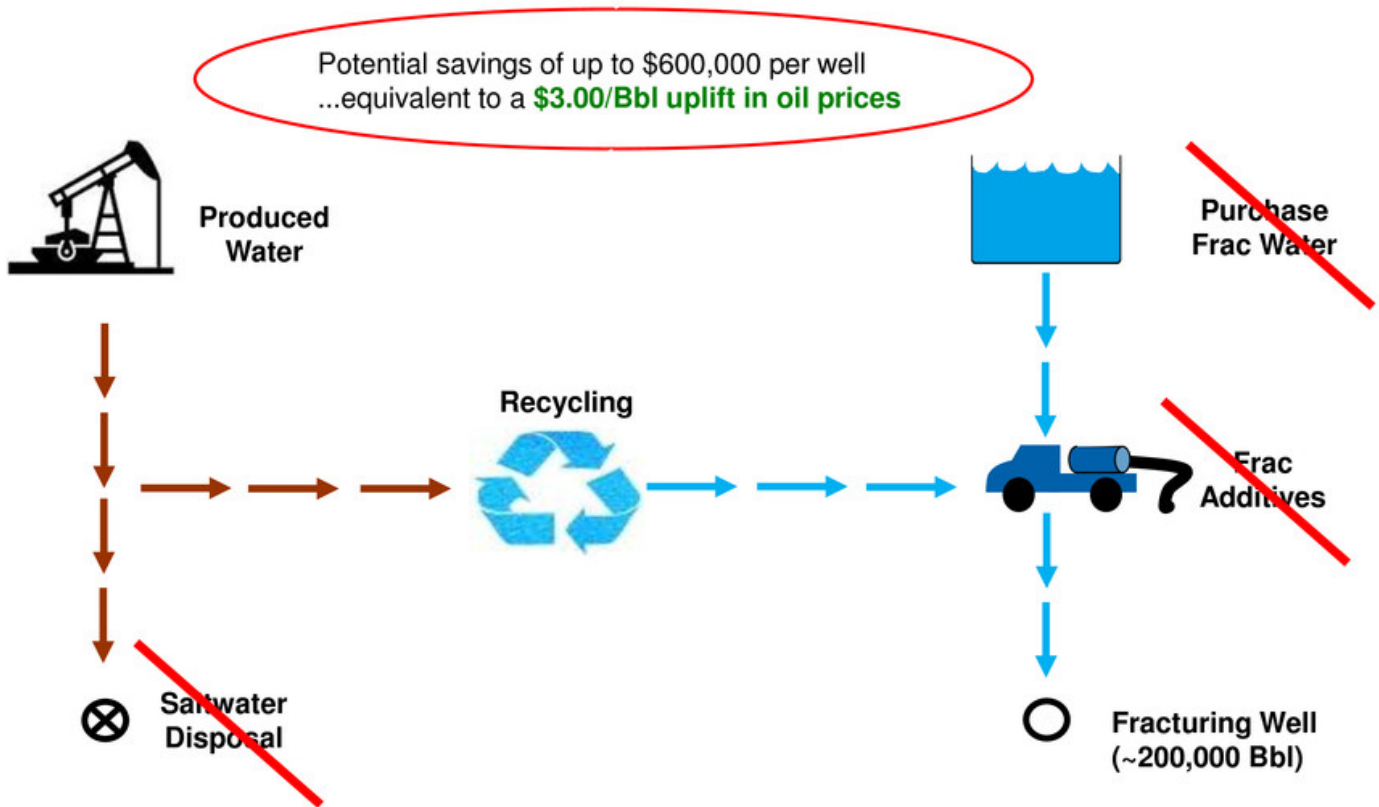 Potential savings of up to $600,000 per well
...equivalent to a $3.00/Bbl uplift in oil prices
Produced
Water
Purchase
Frac Water
Recycling
Frac
Additives
Saltwater
Disposal
Fracturing Well
(~200,000 Bbl)